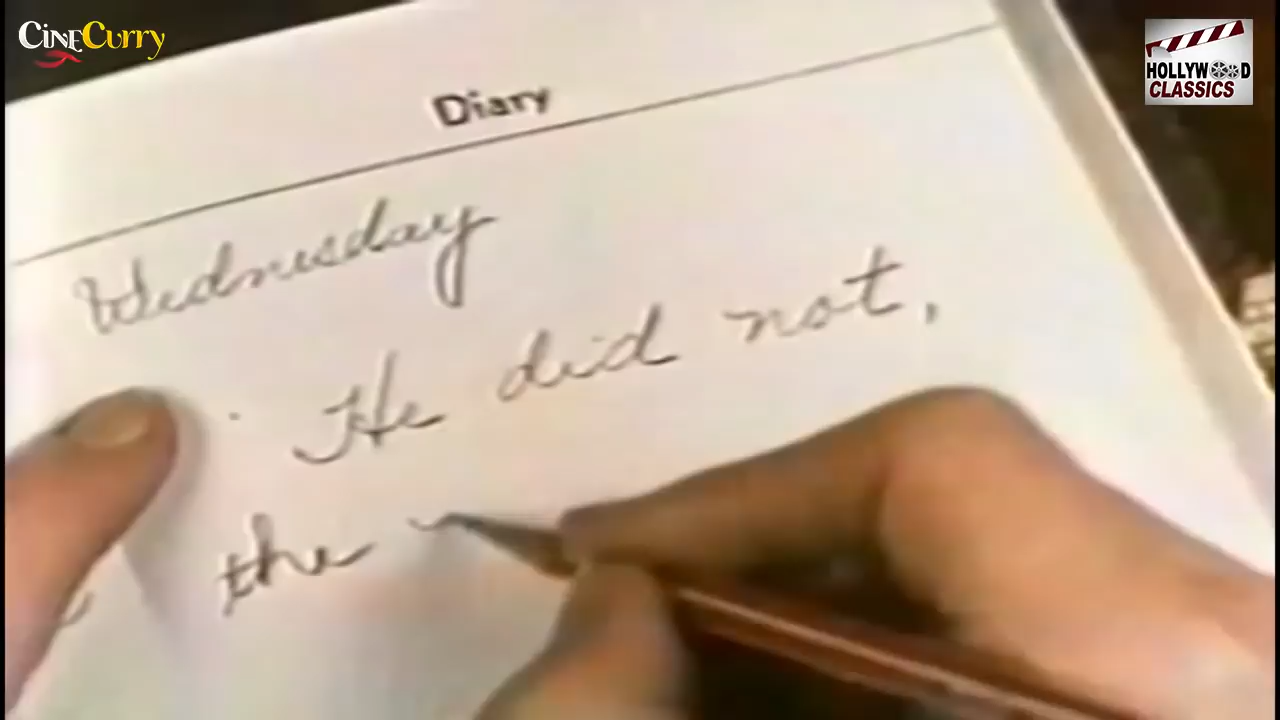 CineCurry
HOLLYWOOD
CLASSICS
Diary
Wednesday
He did not,
the